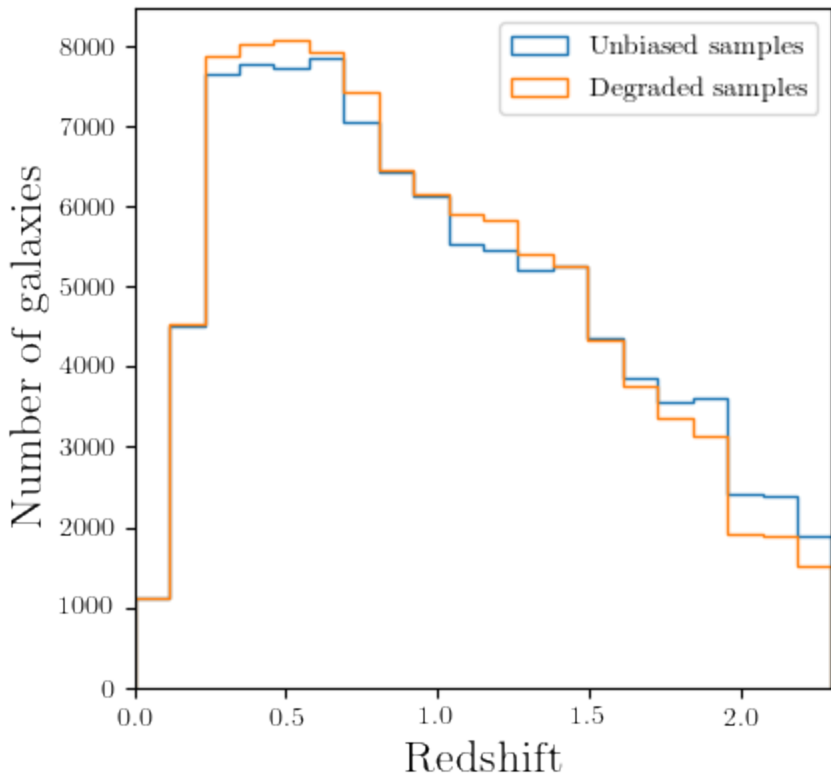 Unbiased samples
Degraded samples
8000
7000
6000
5000
4000
3000
2000
1000
0
Number of galaxies
0.0 0.5 1.0 1.5 2.0
Redshift